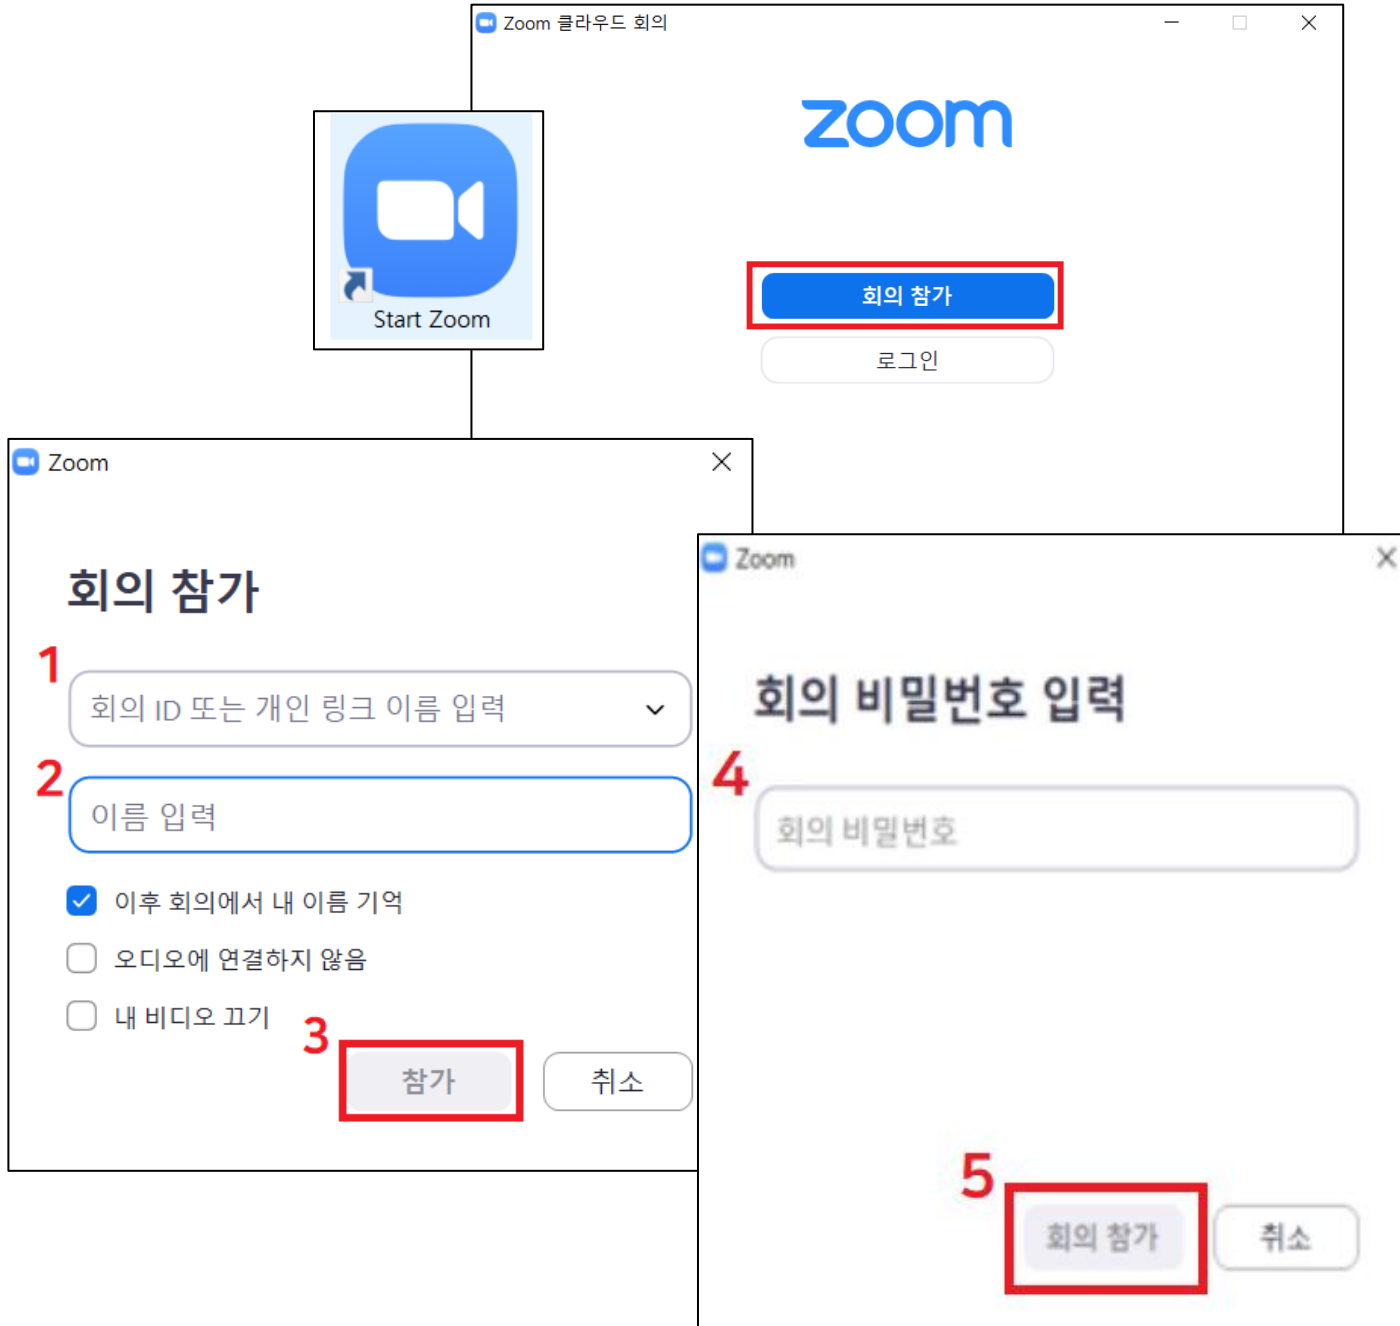 Zoom 클라우드 회의
zoom
Start Zoom
회의 참가
로그인
Zoom
회의 참가
1
회의 ID 또는 개인 링크 이름 입력
2
이름 입력
이후 회의에서 내 이름 기억
오디오에 연결하지 않음
내 비디오 끄기
3
참가
취소
Zoom
회의 비밀번호 입력
4
회의 비밀번호
5
회의 참가
취소